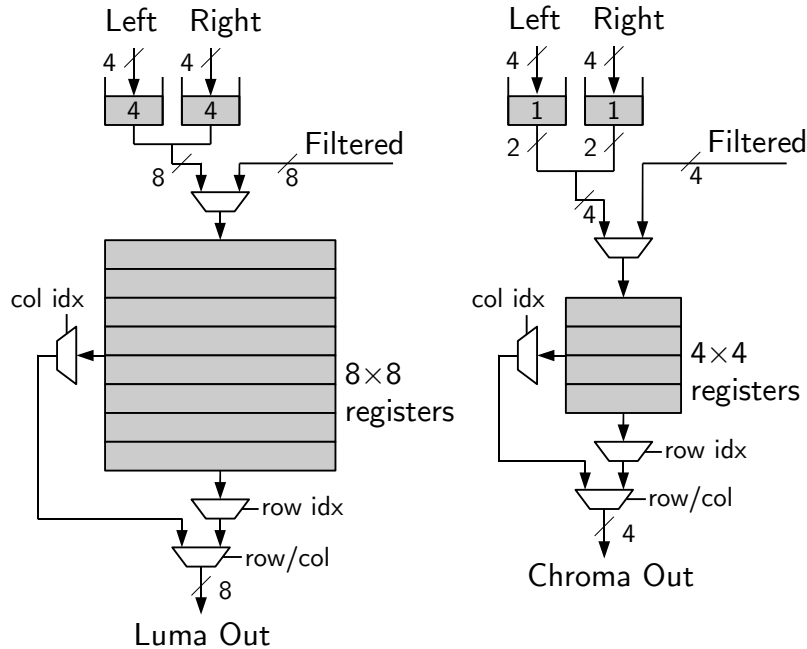 Left Right
4 4
4 4
8 8
Filtered
col idx
8×8
registers
row idx
row/col
8
Luma Out
Left Right
4 4
1 1
2 2
4 4
Filtered
col idx
4×4
registers
row idx
row/col
4
Chroma Out